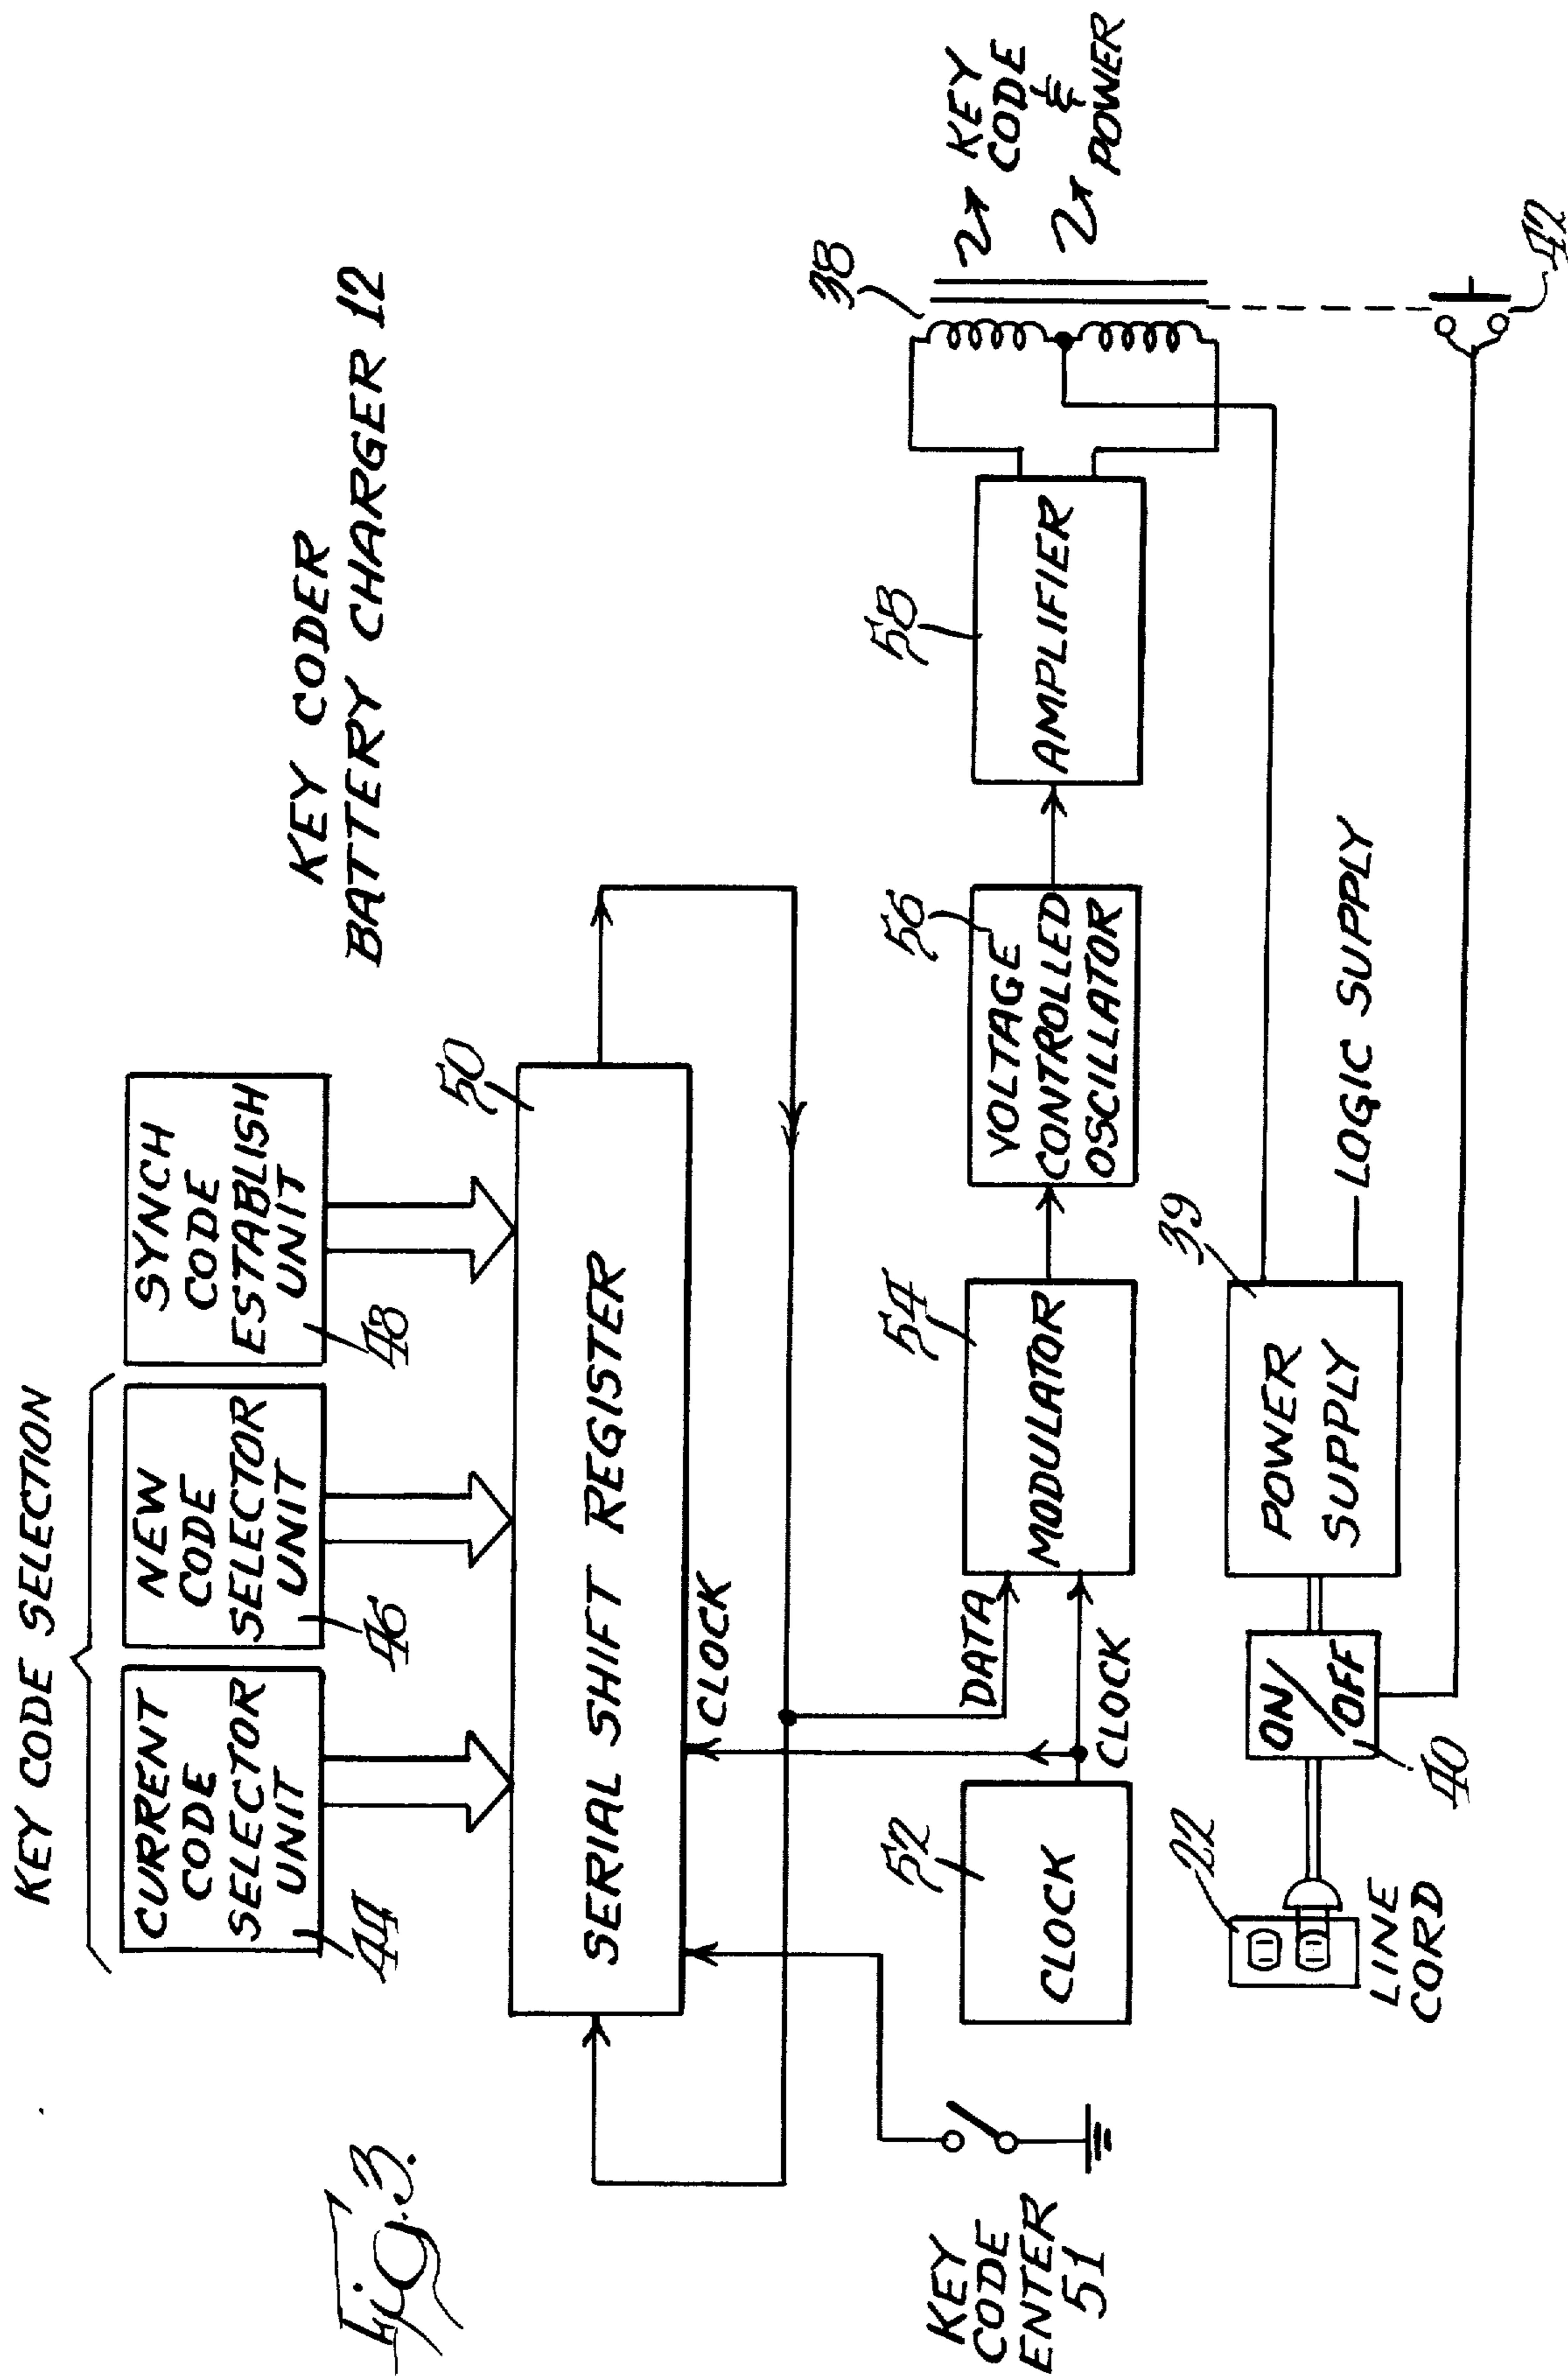 Fig. 3.
KEY CODER
BATTERY CHARGER 12
KEY CODE SELECTION
CURRENT
CODE
SELECTOR
UNIT
44
NEW
CODE
SELECTOR
UNIT
46
SYNCH
CODE
ESTABLISH
UNIT
48
SERIAL SHIFT REGISTER
50
CLOCK
KEY
CODE
ENTER
51
CLOCK
52
CLOCK
DATA
MODULATOR
54
VOLTAGE
CONTROLLED
OSCILLATOR
56
AMPLIFIER
58
38
KEY
CODE
&
POWER
22
LINE
CORD
ON/OFF
40
POWER
SUPPLY
39
LOGIC SUPPLY
42